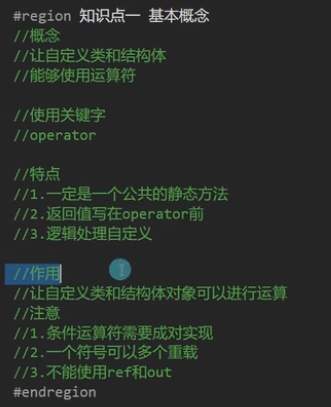 #region 知识点一 基本概念
//概念
//让自定义类和结构体
//能够使用运算符
//使用关键字
//operator
//特点
//1.一定是一个公共的静态方法
//2.返回值写在operator前
//3.逻辑处理自定义
//作用
//让自定义类和结构体对象可以进行运算
//注意
//1.条件运算符需要成对实现
//2.一个符号可以多个重载
//3.不能使用ref和out
#endregion